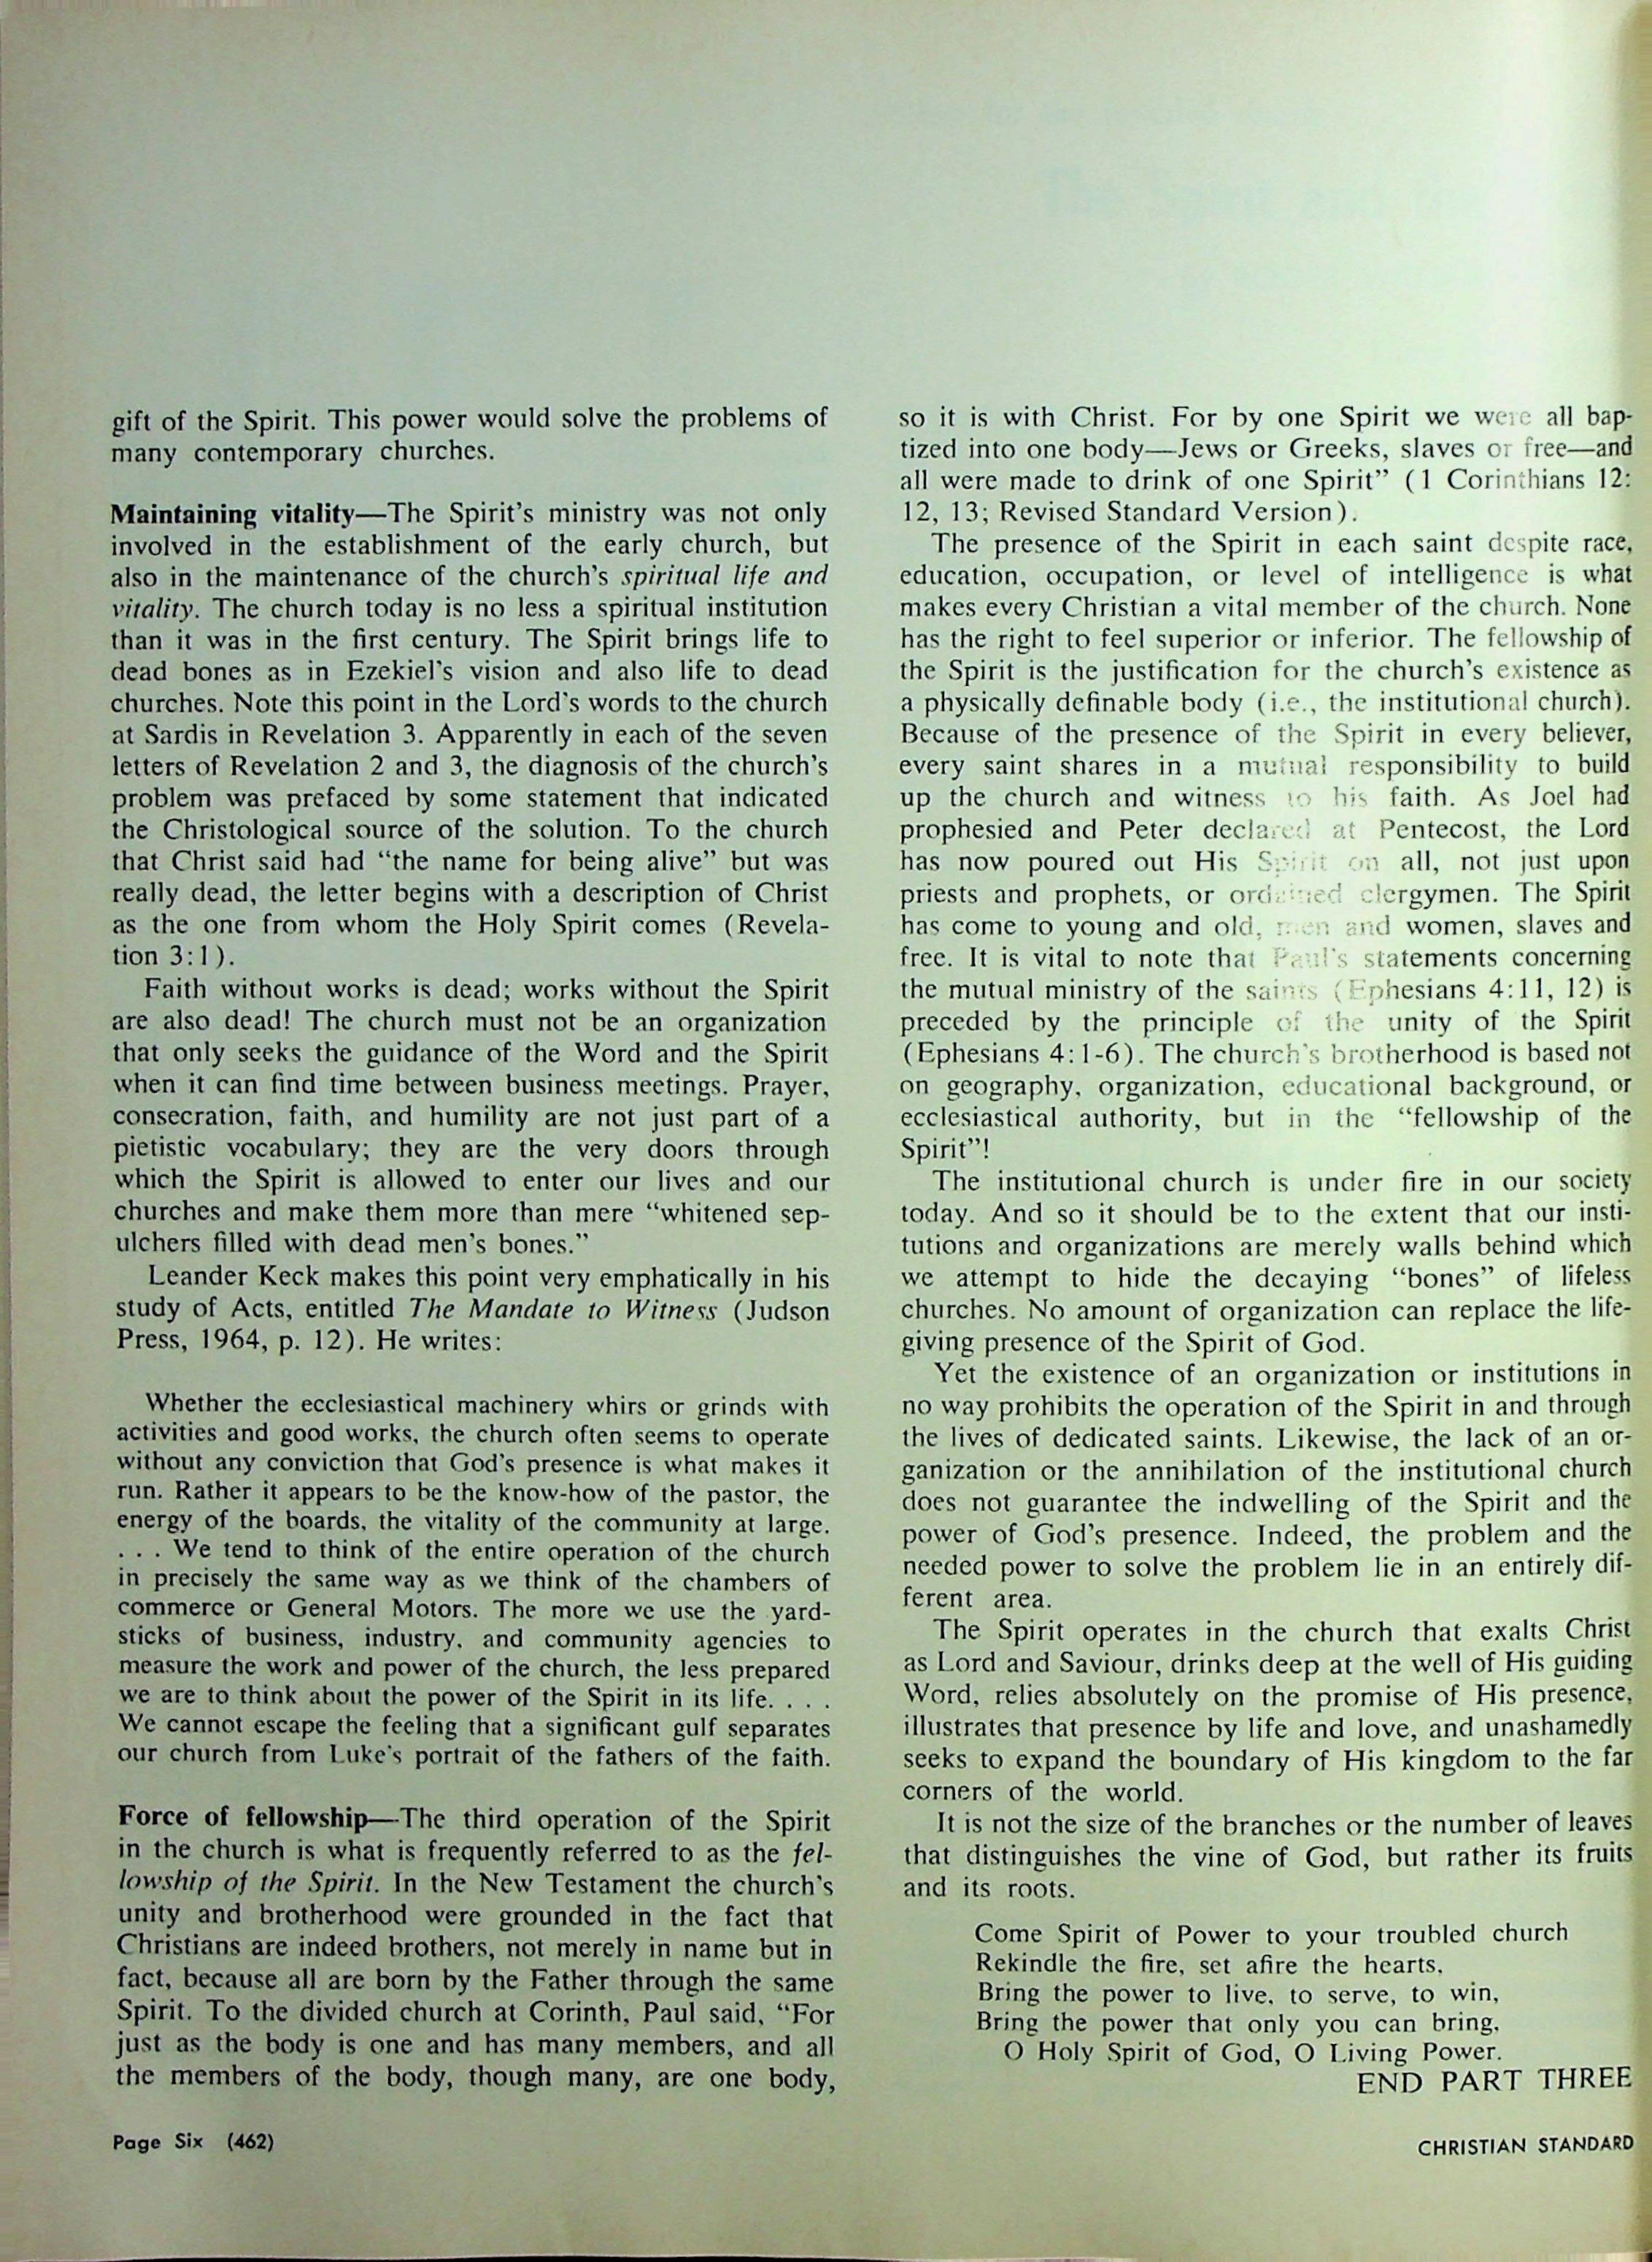 gift of the Spirit. This power would solve the problems of
many contemporary churches.
Maintaining vitality—The Spirit's ministry was not only
involved in the establishment of the early church, but
also in the maintenance of the church's spiritual life and
vitality. The church today is no less a spiritual institution
than it was in the first century. The Spirit brings life to
dead bones as in Ezekiel's vision and also life to dead
churches. Note this point in the Lord's words to the church
at Sardis in Revelation 3. Apparently in each of the seven
letters of Revelation 2 and 3, the diagnosis of the church's
problem was prefaced by some statement that indicated
the Christological source of the solution. To the church
that Christ said had “the name for being alive” but was
really dead, the letter begins with a description of Christ
as the one from whom the Holy Spirit comes (Revela-
tion 3:1).
Faith without works is dead; works without the Spirit
are also dead! The church must not be an organization
that only seeks the guidance of the Word and the Spirit
when it can find time between business meetings. Prayer,
consecration, faith, and humility are not just part of a
pietistic vocabulary; they are the very doors through
which the Spirit is allowed to enter our lives and our
churches and make them more than mere “whitened sep-
ulchers filled with dead men's bones.”
Leander Keck makes this point very emphatically in his
study of Acts, entitled The Mandate to Witness (Judson
Press, 1964, p. 12). He writes:
Whether the ecclesiastical machinery whirs or grinds with
activities and good works, the church often seems to operate
without any conviction that God's presence is what makes it
run. Rather it appears to be the know-how of the pastor, the
energy of the boards, the vitality of the community at large.
. . . We tend to think of the entire operation of the church
in precisely the same way as we think of the chambers of
commerce or General Motors. The more we use the yard-
sticks of business, industry, and community agencies to
measure the work and power of the church, the less prepared
we are to think about the power of the Spirit in its life. . . .
We cannot escape the feeling that a significant gulf separates
our church from Luke's portrait of the fathers of the faith.
Force of fellowship—The third operation of the Spirit
in the church is what is frequently referred to as the fel-
lowship of the Spirit. In the New Testament the church's
unity and brotherhood were grounded in the fact that
Christians are indeed brothers, not merely in name but in
fact, because all are born by the Father through the same
Spirit. To the divided church at Corinth, Paul said, “For
just as the body is one and has many members, and all
the members of the body, though many, are one body,
so it is with Christ. For by one Spirit we were all bap-
tized into one body—Jews or Greeks, slaves or free—and
all were made to drink of one Spirit” (1 Corinthians 12:
12, 13; Revised Standard Version).
The presence of the Spirit in each saint despite race,
education, occupation, or level of intelligence is what
makes every Christian a vital member of the church. None
has the right to feel superior or inferior. The fellowship of
the Spirit is the justification for the church's existence as
a physically definable body (i.e., the institutional church).
Because of the presence of the Spirit in every believer,
every saint shares in a mutual responsibility to build
up the church and witness to his faith. As Joel had
prophesied and Peter declared at Pentecost, the Lord
has now poured out His Spirit on all, not just upon
priests and prophets, or ordained clergymen. The Spirit
has come to young and old, men and women, slaves and
free. It is vital to note that Paul's statements concerning
the mutual ministry of the saints (Ephesians 4:11, 12) is
preceded by the principle of the unity of the Spirit
(Ephesians 4:1-6). The church's brotherhood is based not
on geography, organization, educational background, or
ecclesiastical authority, but in the “fellowship of the
Spirit”!
The institutional church is under fire in our society
today. And so it should be to the extent that our insti-
tutions and organizations are merely walls behind which
we attempt to hide the decaying “bones” of lifeless
churches. No amount of organization can replace the life-
giving presence of the Spirit of God.
Yet the existence of an organization or institutions in
no way prohibits the operation of the Spirit in and through
the lives of dedicated saints. Likewise, the lack of an or-
ganization or the annihilation of the institutional church
does not guarantee the indwelling of the Spirit and the
power of God's presence. Indeed, the problem and the
needed power to solve the problem lie in an entirely dif-
ferent area.
The Spirit operates in the church that exalts Christ
as Lord and Saviour, drinks deep at the well of His guiding
Word, relies absolutely on the promise of His presence,
illustrates that presence by life and love, and unashamedly
seeks to expand the boundary of His kingdom to the far
corners of the world.
It is not the size of the branches or the number of leaves
that distinguishes the vine of God, but rather its fruits
and its roots.
Come Spirit of Power to your troubled church
Rekindle the fire, set afire the hearts,
Bring the power to live, to serve, to win,
Bring the power that only you can bring,
O Holy Spirit of God, O Living Power.
END PART THREE
Page Six (462)
CHRISTIAN STANDARD